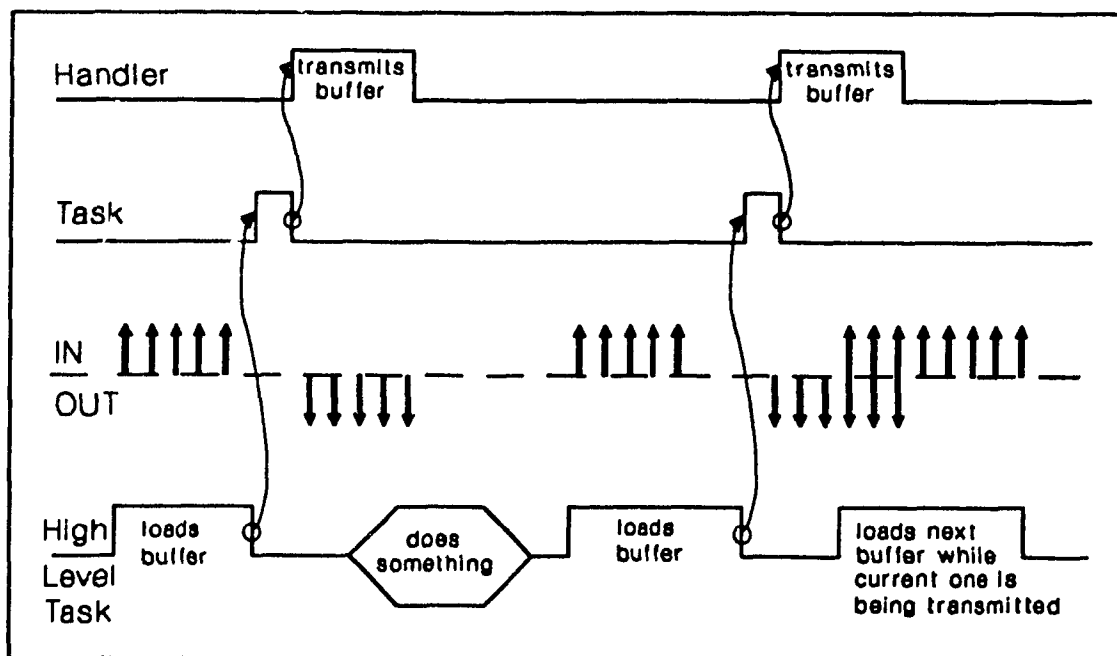 Handler
transmits
buffer
transmits
buffer
Task
IN
OUT
High
Level
Task
loads
buffer
does
something
loads
buffer
loads next
buffer while
current one is
being transmitted